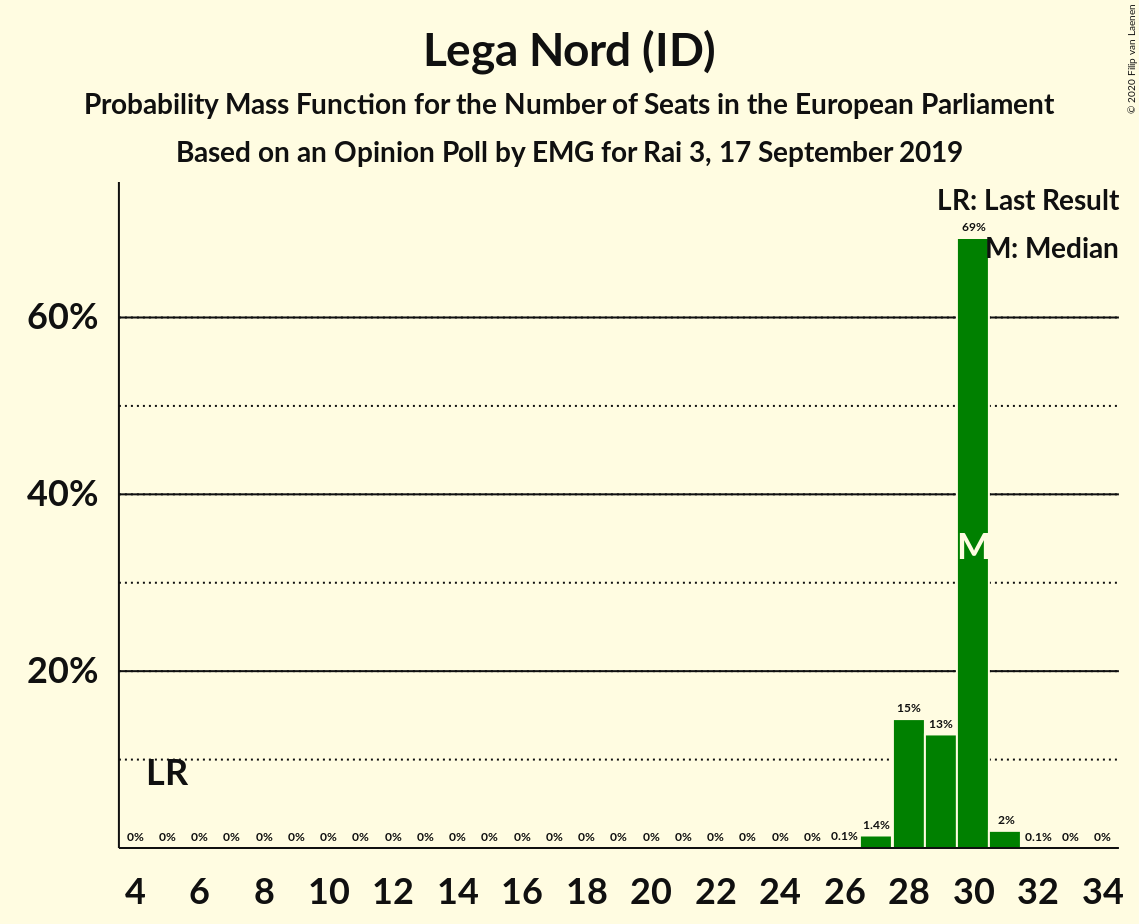 Lega Nord (ID)
Probability Mass Function for the Number of Seats in the European Parliament
Based on an Opinion Poll by EMG for Rai 3, 17 September 2019
© 2020 Filip van Laenen
LR: Last Result
M: Median
69%
60%
40%
M
20%
15%
13%
LR
0% 0% 0% 0% 0% 0% 0% 0% 0% 0% 0% 0% 0% 0% 0% 0% 0% 0% 0% 0% 0% 0% 0.1% 1.4% 2% 0.1% 0% 0%
4 6 8 10 12 14 16 18 20 22 24 26 28 30 32 34